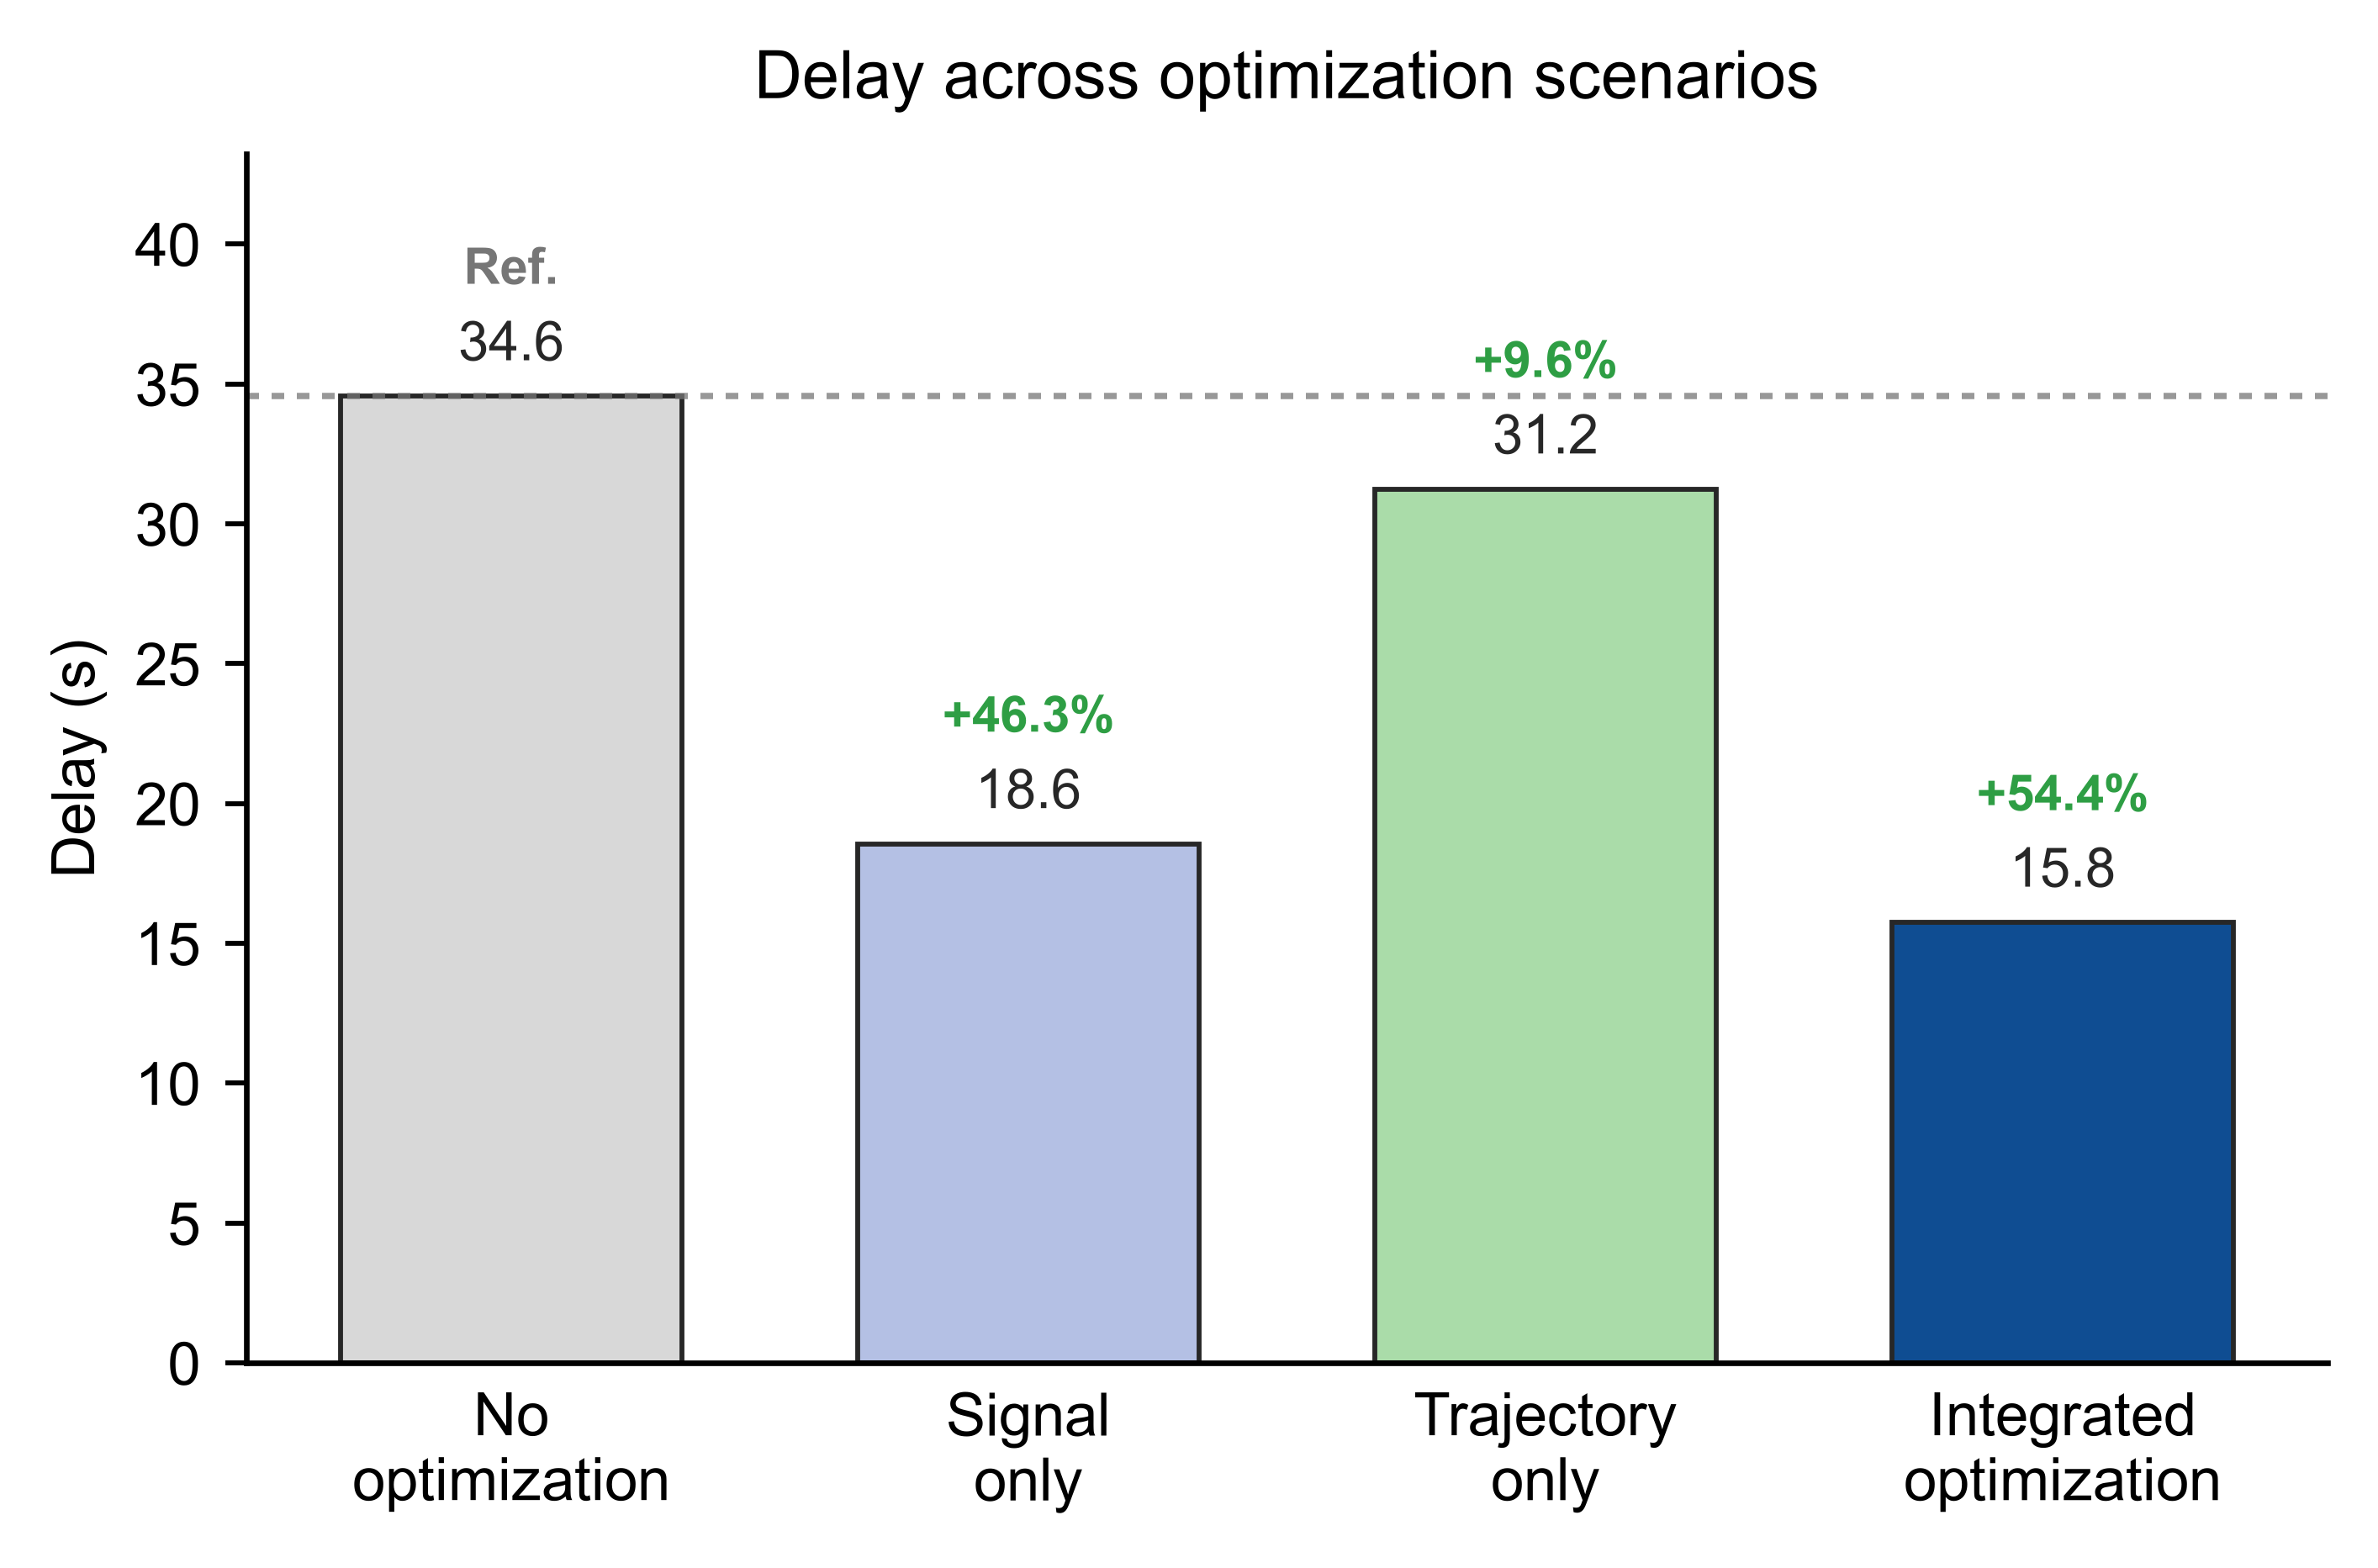 Delay across optimization scenarios
Delay (s)
40
35
30
25
20
15
10
5
0
Ref.
34.6
+46.3%
18.6
+9.6%
31.2
+54.4%
15.8
No
optimization
Signal
only
Trajectory
only
Integrated
optimization